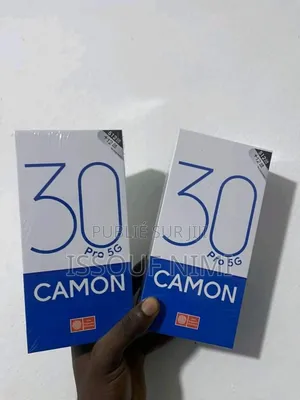 30
Pro 5G
CAMON
30
Pro 5G
CAMON
PUBLIÉ SUR JIJI
ISSOUF NIMI